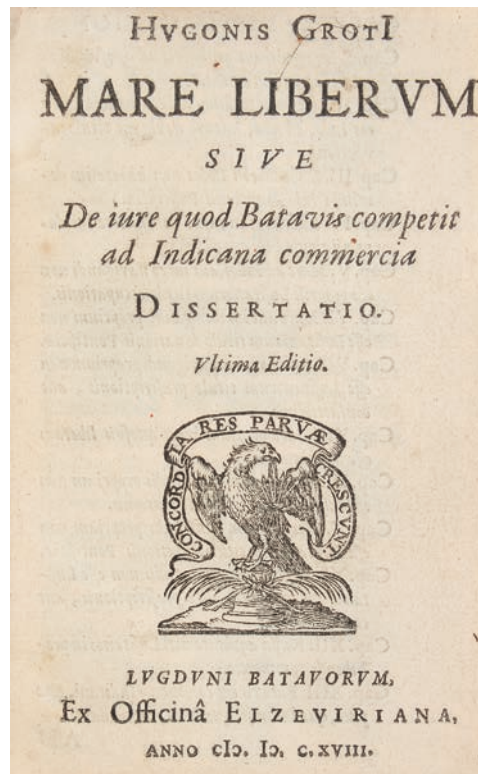 HVGONIS GROTI
MARE LIBERVM
SIVE
De iure quod Batavis competit
ad Indicana commercia
DISSERTATIO.
Vltima Editio.
CONCORDIA RES PARVÆ CRESCVNT
LVGDVNI BATAVORVM,
Ex Officinâ ELZEVIRIANA,
ANNO cIↃ. IↃ. C. XVIII.